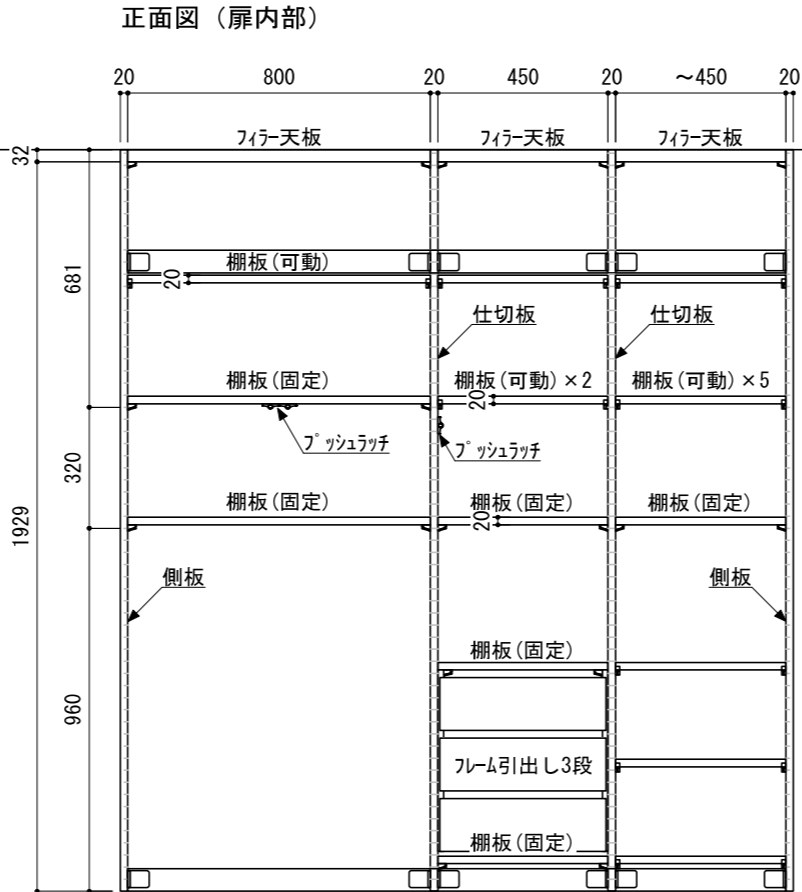 正面図（扉内部）
20 800 20 450 20 ～450 20
ﾌｨﾗｰ天板 ﾌｨﾗｰ天板 ﾌｨﾗｰ天板
32
棚板(可動)
20
681
仕切板 仕切板
棚板(固定) 棚板(可動)×2 棚板(可動)×5
20
ﾌﾟｯｼｭﾗｯﾁ ﾌﾟｯｼｭﾗｯﾁ
320
棚板(固定) 棚板(固定) 棚板(固定)
20
1929
側板 側板
棚板(固定)
960
ﾌﾚｰﾑ引出し3段
棚板(固定)